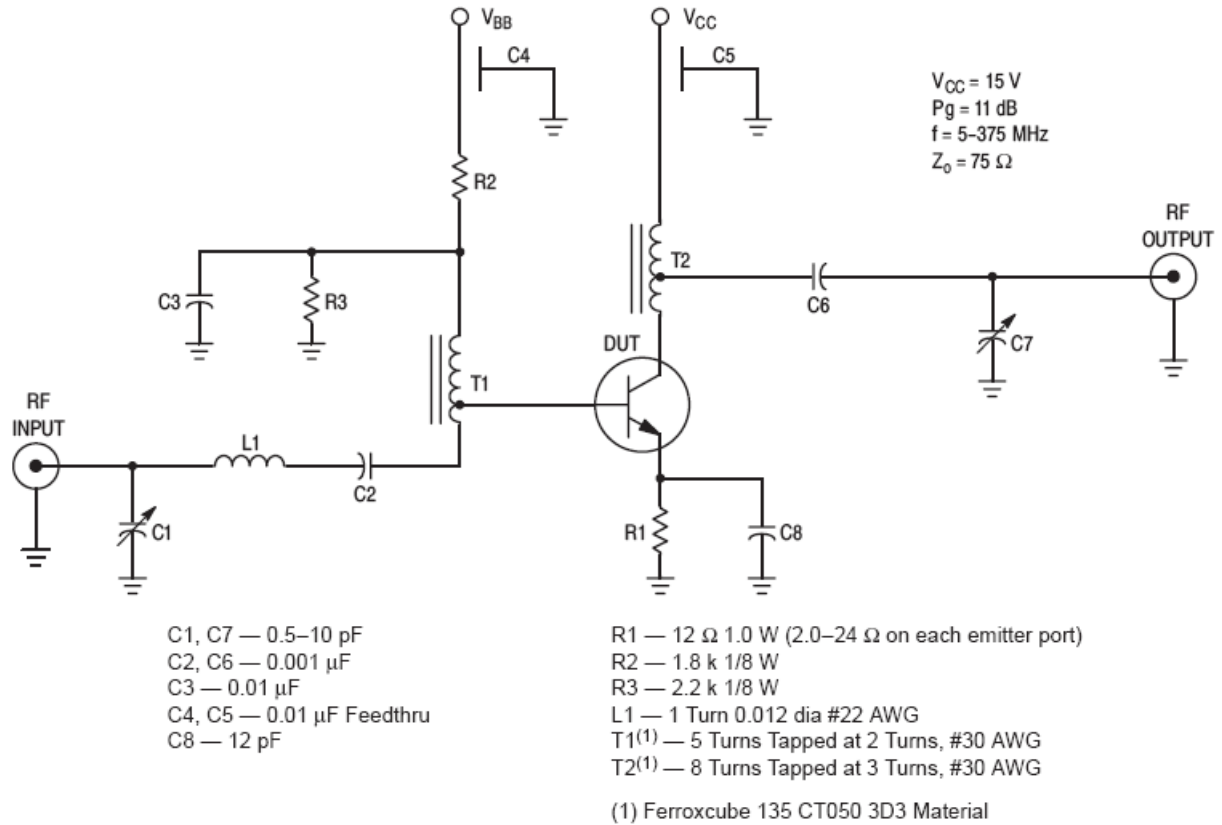 V_BB
C4
V_CC
C5
V_CC = 15 V
Pg = 11 dB
f = 5–375 MHz
Z_o = 75 Ω
R2
C3
R3
T1
T2
C6
C7
RF
OUTPUT
DUT
RF
INPUT
L1
C2
C1
R1
C8
C1, C7 — 0.5–10 pF
C2, C6 — 0.001 μF
C3 — 0.01 μF
C4, C5 — 0.01 μF Feedthru
C8 — 12 pF
R1 — 12 Ω 1.0 W (2.0–24 Ω on each emitter port)
R2 — 1.8 k 1/8 W
R3 — 2.2 k 1/8 W
L1 — 1 Turn 0.012 dia #22 AWG
T1(1) — 5 Turns Tapped at 2 Turns, #30 AWG
T2(1) — 8 Turns Tapped at 3 Turns, #30 AWG
(1) Ferroxcube 135 CT050 3D3 Material